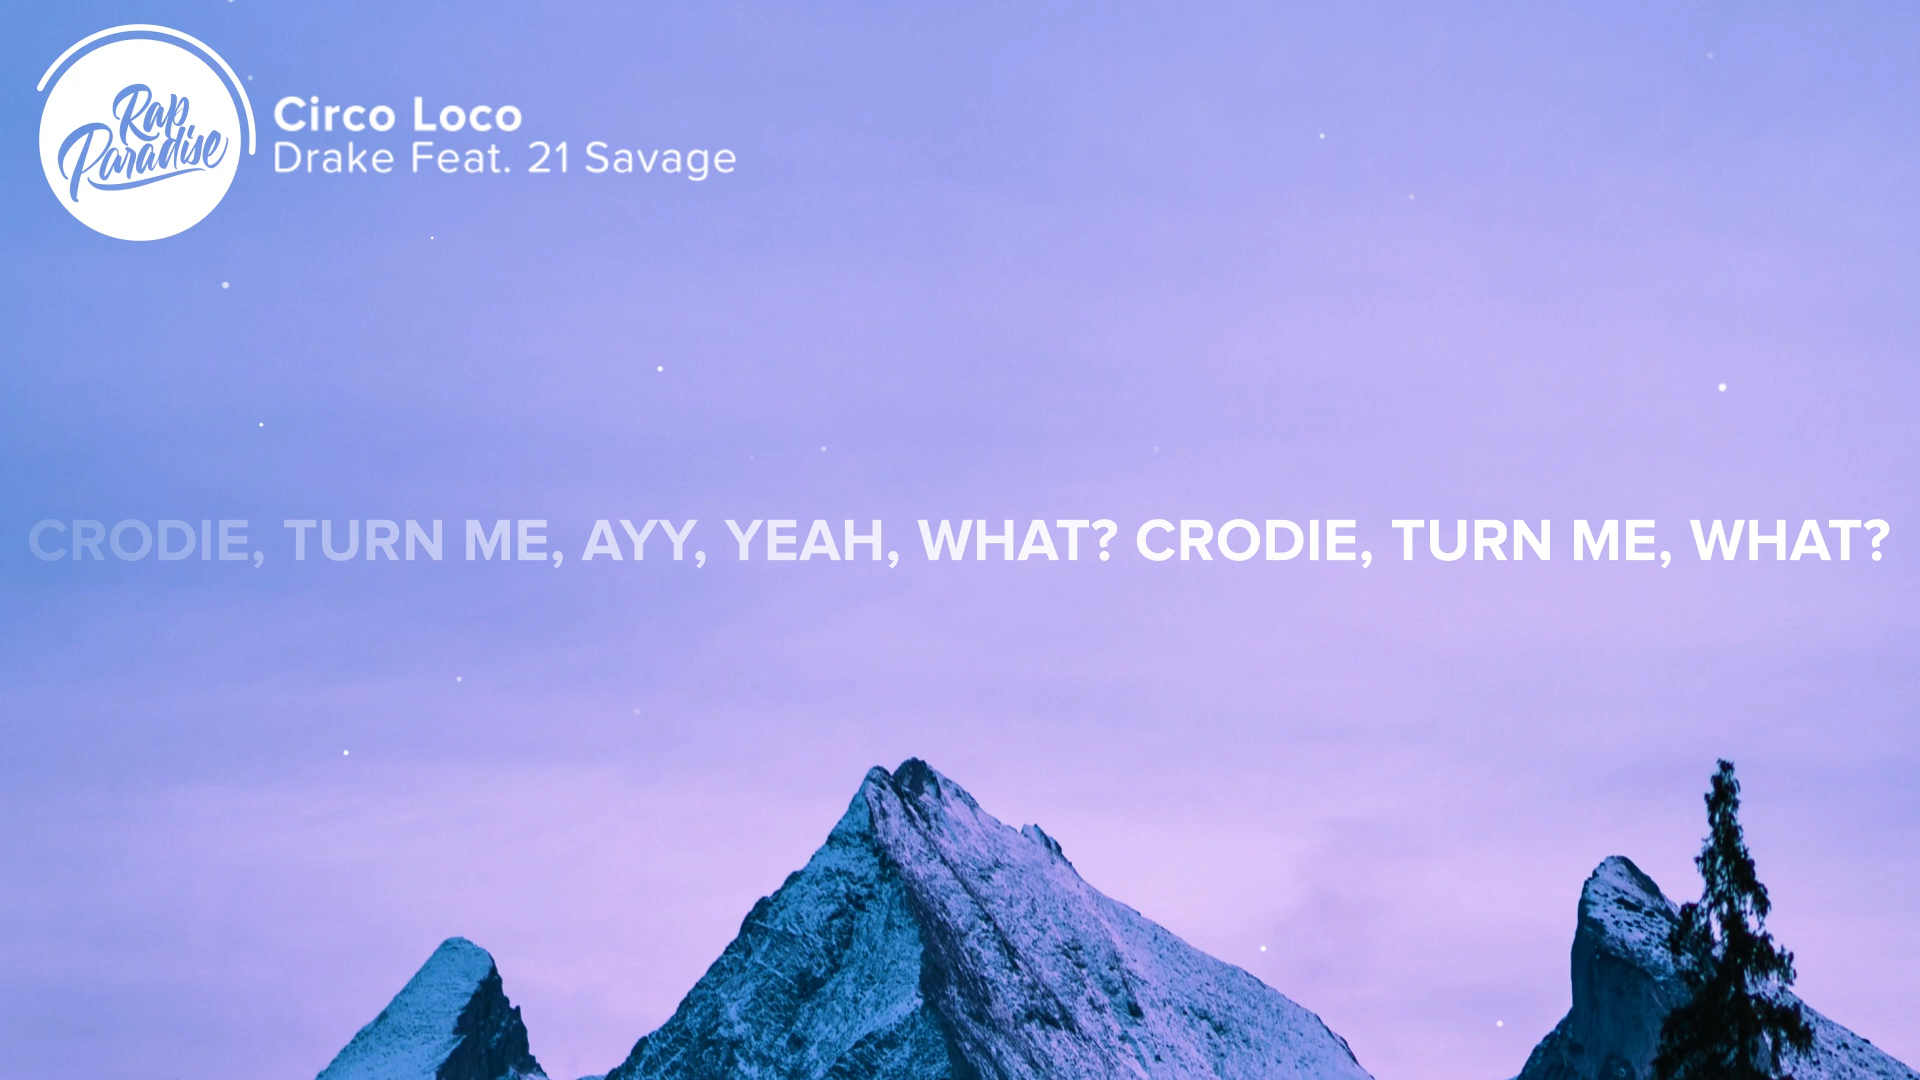 Rap
Paradise
Circo Loco
Drake Feat. 21 Savage
CRODIE, TURN ME, AYY, YEAH, WHAT? CRODIE, TURN ME, WHAT?